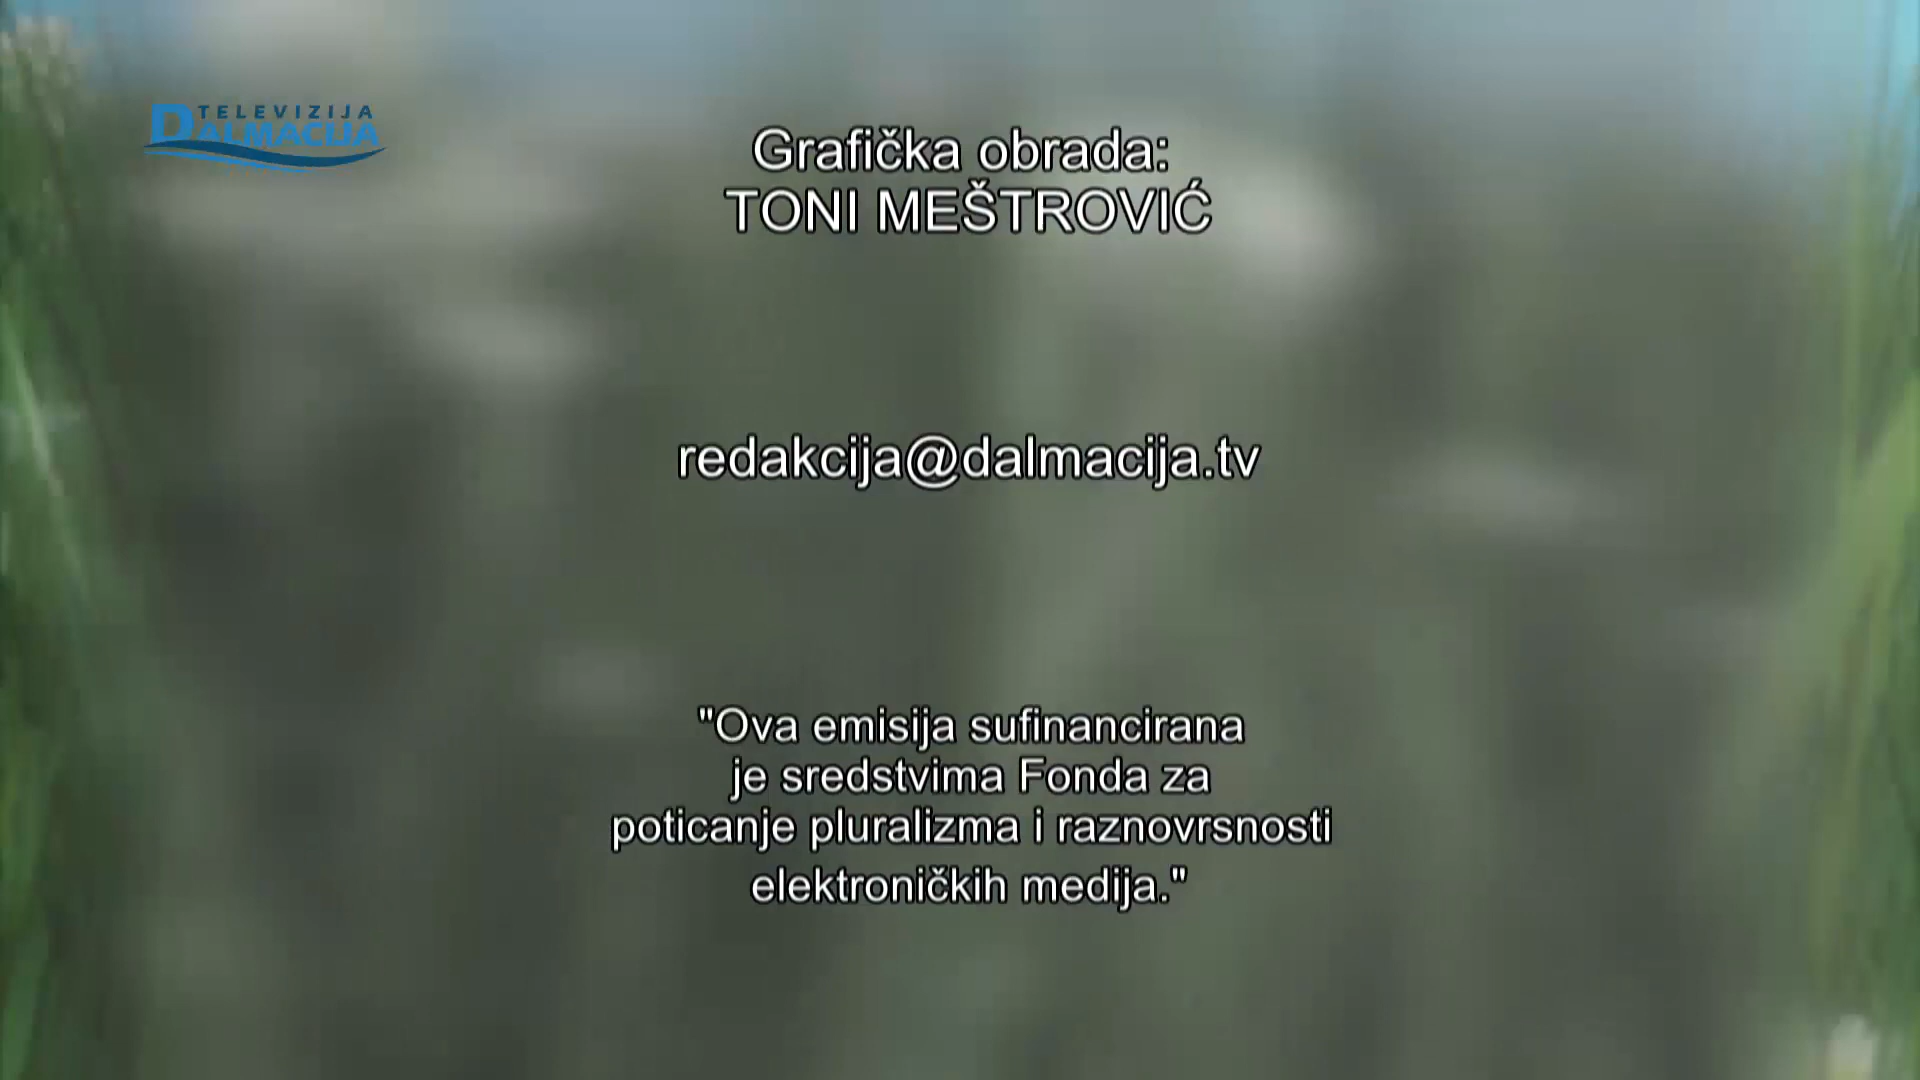 TELEVIZIJA
DALMACIJA
Grafička obrada:
TONI MEŠTROVIĆ
redakcija@dalmacija.tv
"Ova emisija sufinancirana
je sredstvima Fonda za
poticanje pluralizma i raznovrsnosti
elektroničkih medija."